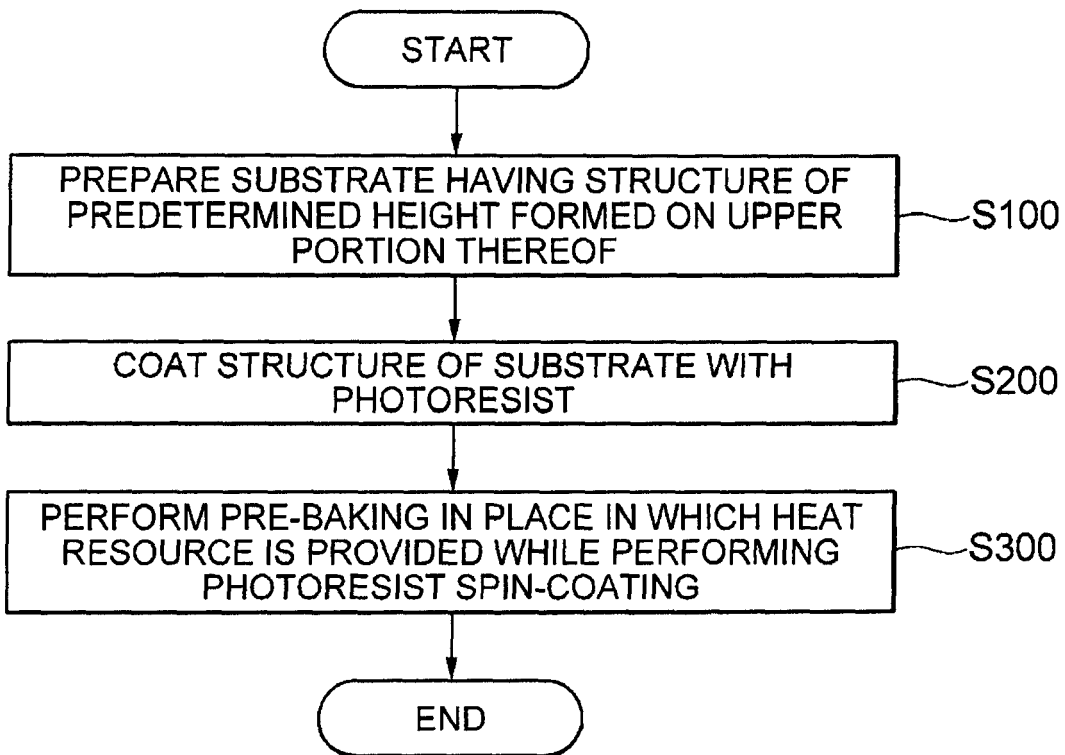 START
PREPARE SUBSTRATE HAVING STRUCTURE OF
PREDETERMINED HEIGHT FORMED ON UPPER
PORTION THEREOF
S100
COAT STRUCTURE OF SUBSTRATE WITH
PHOTORESIST
S200
PERFORM PRE-BAKING IN PLACE IN WHICH HEAT
RESOURCE IS PROVIDED WHILE PERFORMING
PHOTORESIST SPIN-COATING
S300
END